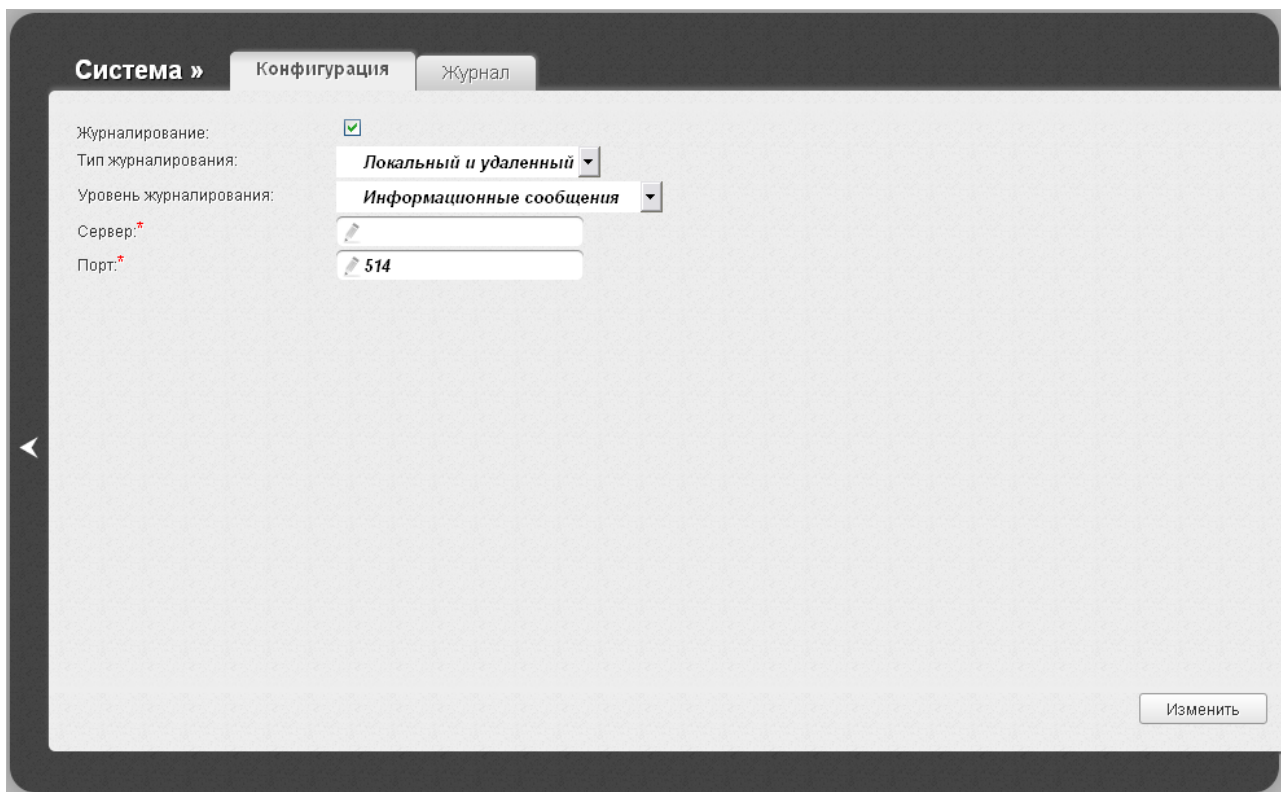 Система »
Конфигурация
Журнал
Журналирование:
Тип журналирования:
Локальный и удаленный
Уровень журналирования:
Информационные сообщения
Сервер:*
Порт:*
514
Изменить